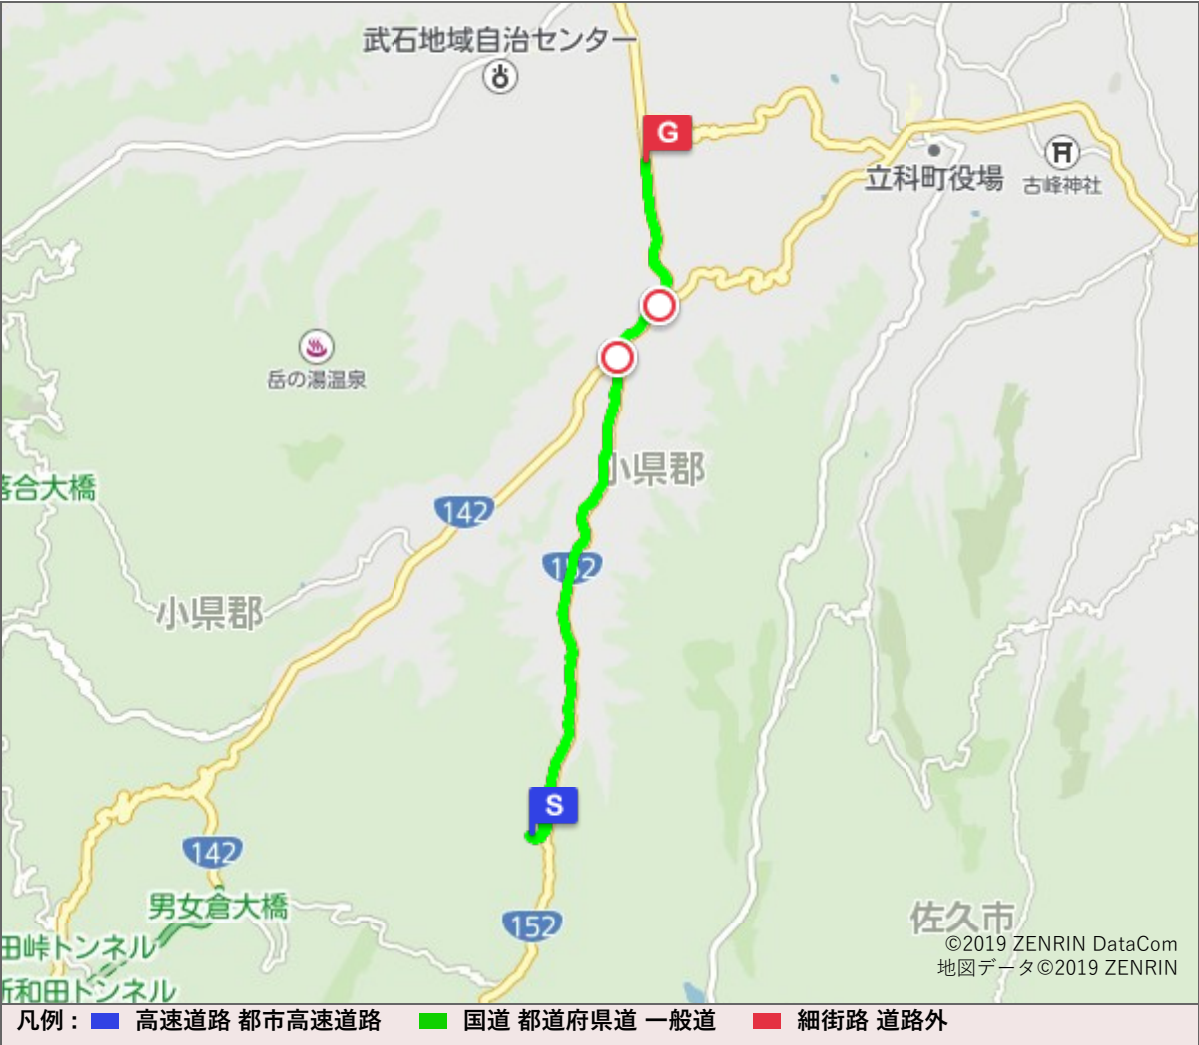 武石地域自治センター
G
立科町役場
古峰神社
岳の湯温泉
小県郡
落合大橋
142
152
小県郡
S
142
男女倉大橋
152
佐久市
田峠トンネル
新和田トンネル
©2019 ZENRIN DataCom
地図データ©2019 ZENRIN
凡例 : 高速道路 都市高速道路 国道 都道府県道 一般道 細街路 道路外